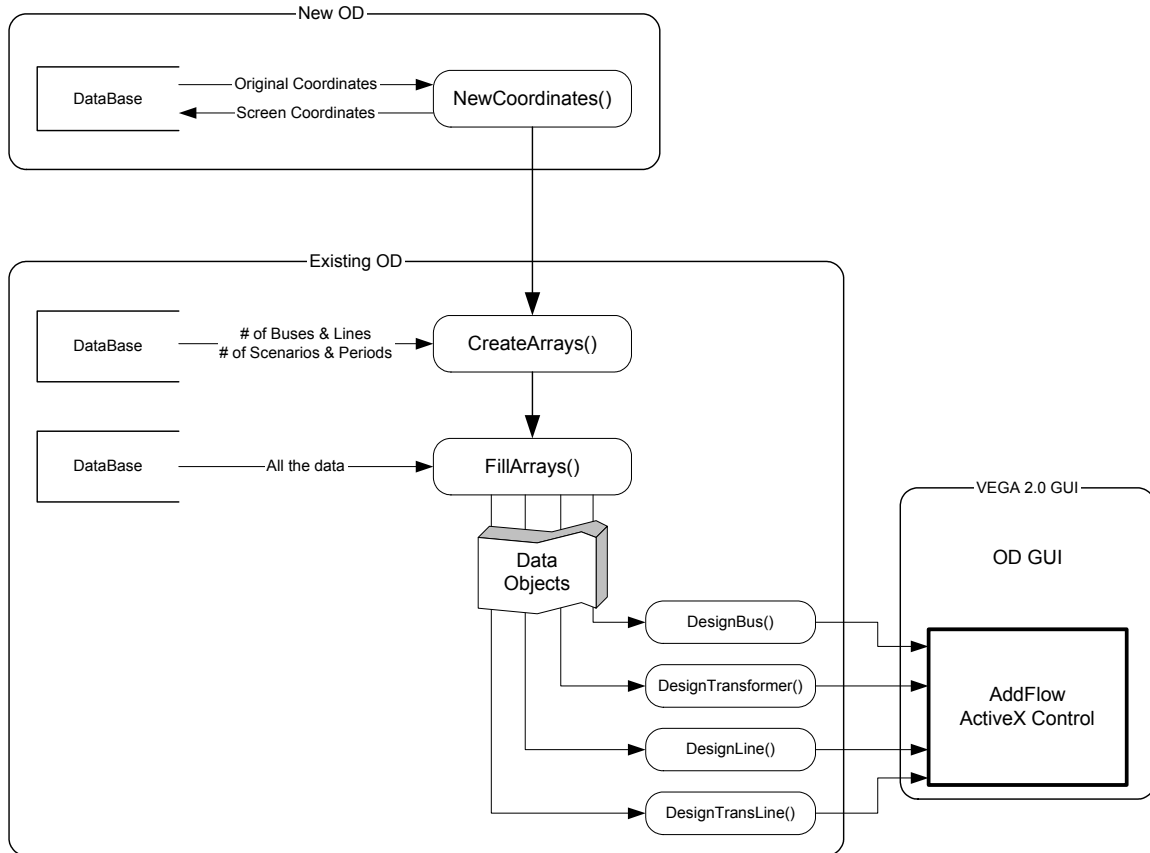 New OD
DataBase
Original Coordinates
Screen Coordinates
NewCoordinates()
Existing OD
DataBase
# of Buses & Lines
# of Scenarios & Periods
CreateArrays()
DataBase
All the data
FillArrays()
Data
Objects
DesignBus()
DesignTransformer()
DesignLine()
DesignTransLine()
VEGA 2.0 GUI
OD GUI
AddFlow
ActiveX Control